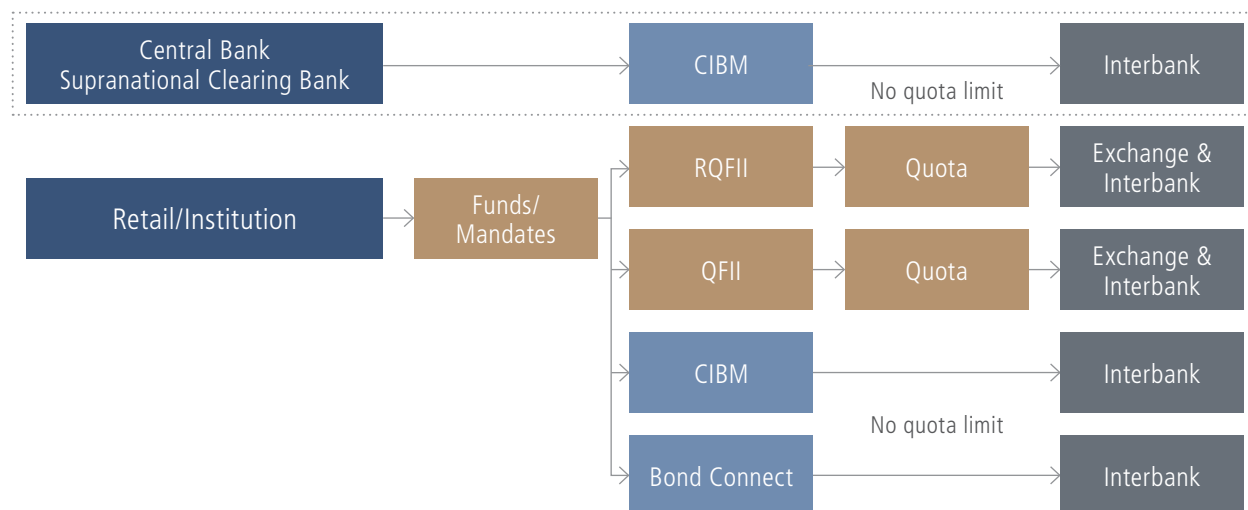 Central Bank
Supranational Clearing Bank
CIBM
No quota limit
Interbank
RQFII
Quota
Exchange &
Interbank
Retail/Institution
Funds/
Mandates
QFII
Quota
Exchange &
Interbank
CIBM
Interbank
No quota limit
Bond Connect
Interbank